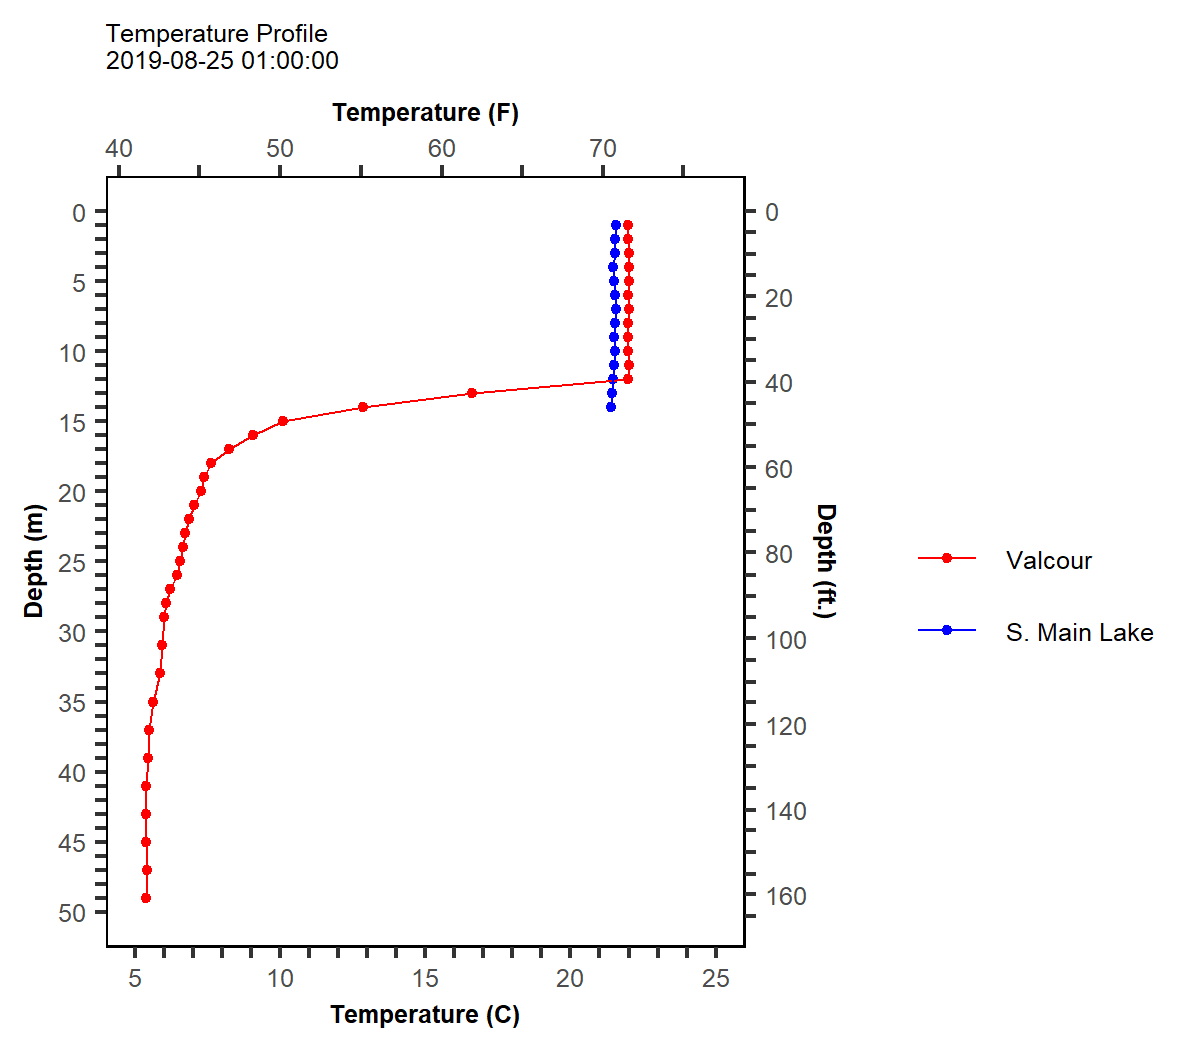 Temperature Profile
2019-08-25 01:00:00
Temperature (F)
40 50 60 70
0
5
10
15
20
25
30
35
40
45
50
Depth (m)
0
20
40
60
80
100
120
140
160
Depth (ft.)
Valcour
S. Main Lake
5 10 15 20 25
Temperature (C)